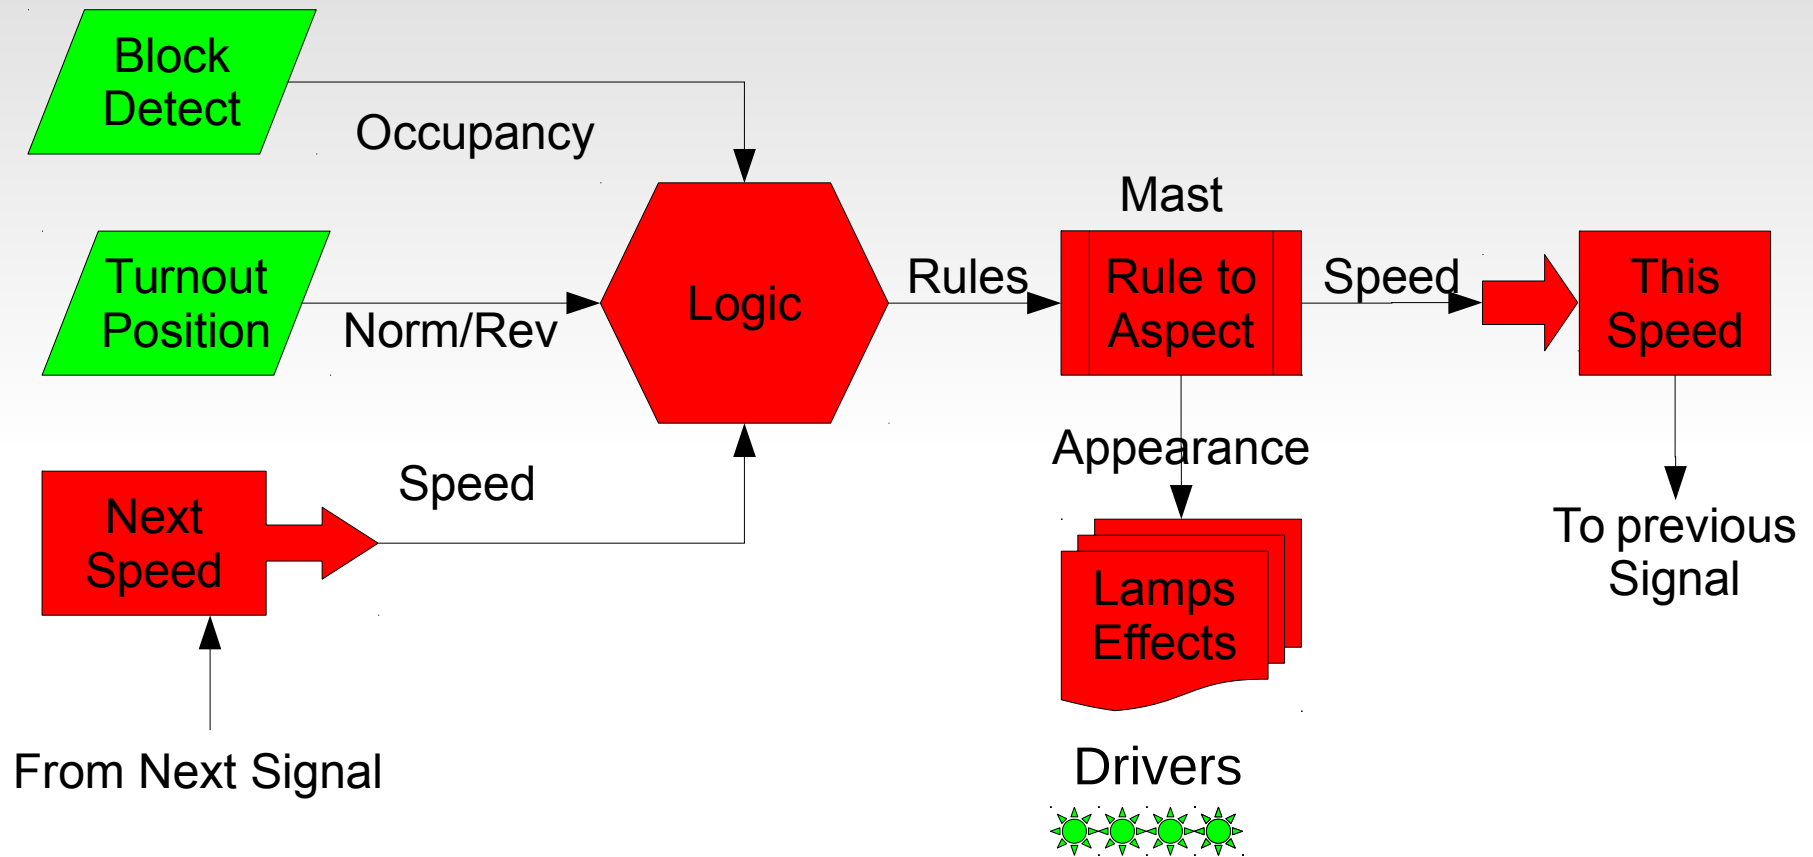 Block
Detect
Occupancy
Turnout
Position
Norm/Rev
Logic
Rules
Mast
Rule to
Aspect
Speed
This
Speed
Next
Speed
Speed
Appearance
Lamps
Effects
To previous
Signal
From Next Signal
Drivers